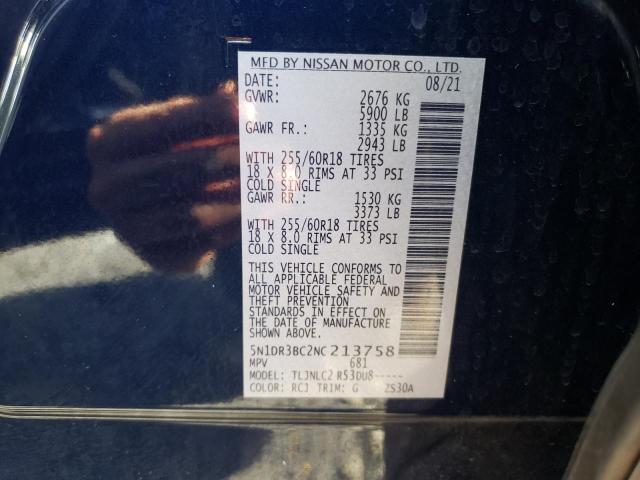 MFD BY NISSAN MOTOR CO., LTD.
DATE: 08/21
GVWR: 2676 KG
5900 LB
GAWR FR.: 1335 KG
2943 LB
WITH 255/60R18 TIRES
18 X 8.0 RIMS AT 33 PSI
COLD SINGLE
GAWR RR.: 1530 KG
3373 LB
WITH 255/60R18 TIRES
18 X 8.0 RIMS AT 33 PSI
COLD SINGLE
THIS VEHICLE CONFORMS TO
ALL APPLICABLE FEDERAL
MOTOR VEHICLE SAFETY AND
THEFT PREVENTION
STANDARDS IN EFFECT ON
THE DATE OF MANUFACTURE
SHOWN ABOVE.
5N1DR3BC2NC213758
MPV 681
MODEL: TLJNLC2 R53DU8-----
COLOR: RCJ TRIM: G ZS30A